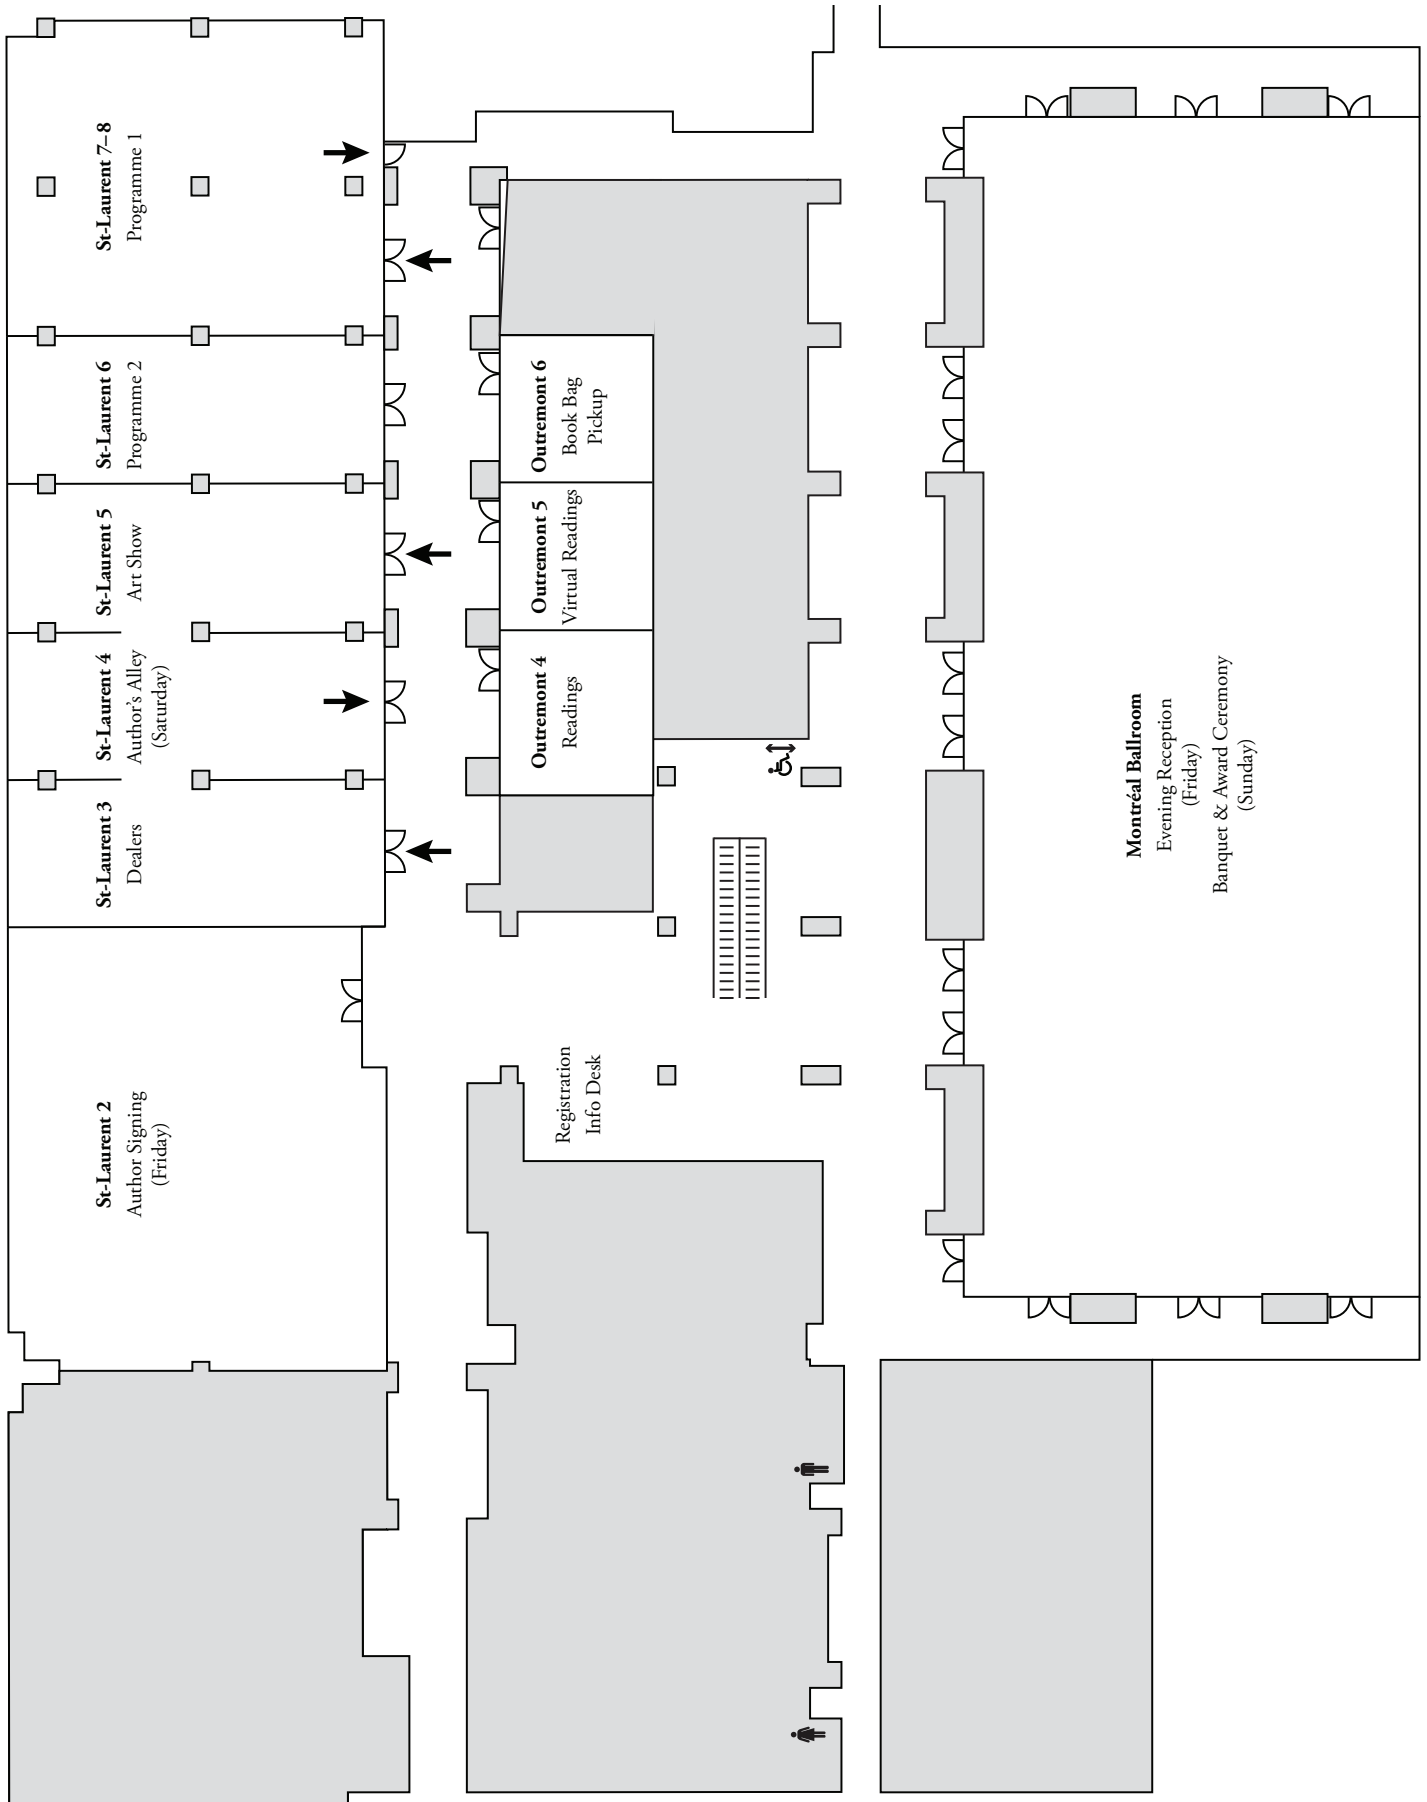 St-Laurent 7–8
Programme 1
St-Laurent 6
Programme 2
St-Laurent 5
Art Show
St-Laurent 4
Author’s Alley
(Saturday)
St-Laurent 3
Dealers
St-Laurent 2
Author Signing
(Friday)
Outremont 6
Book Bag
Pickup
Outremont 5
Virtual Readings
Outremont 4
Readings
Registration
Info Desk
Montréal Ballroom
Evening Reception
(Friday)
Banquet & Award Ceremony
(Sunday)